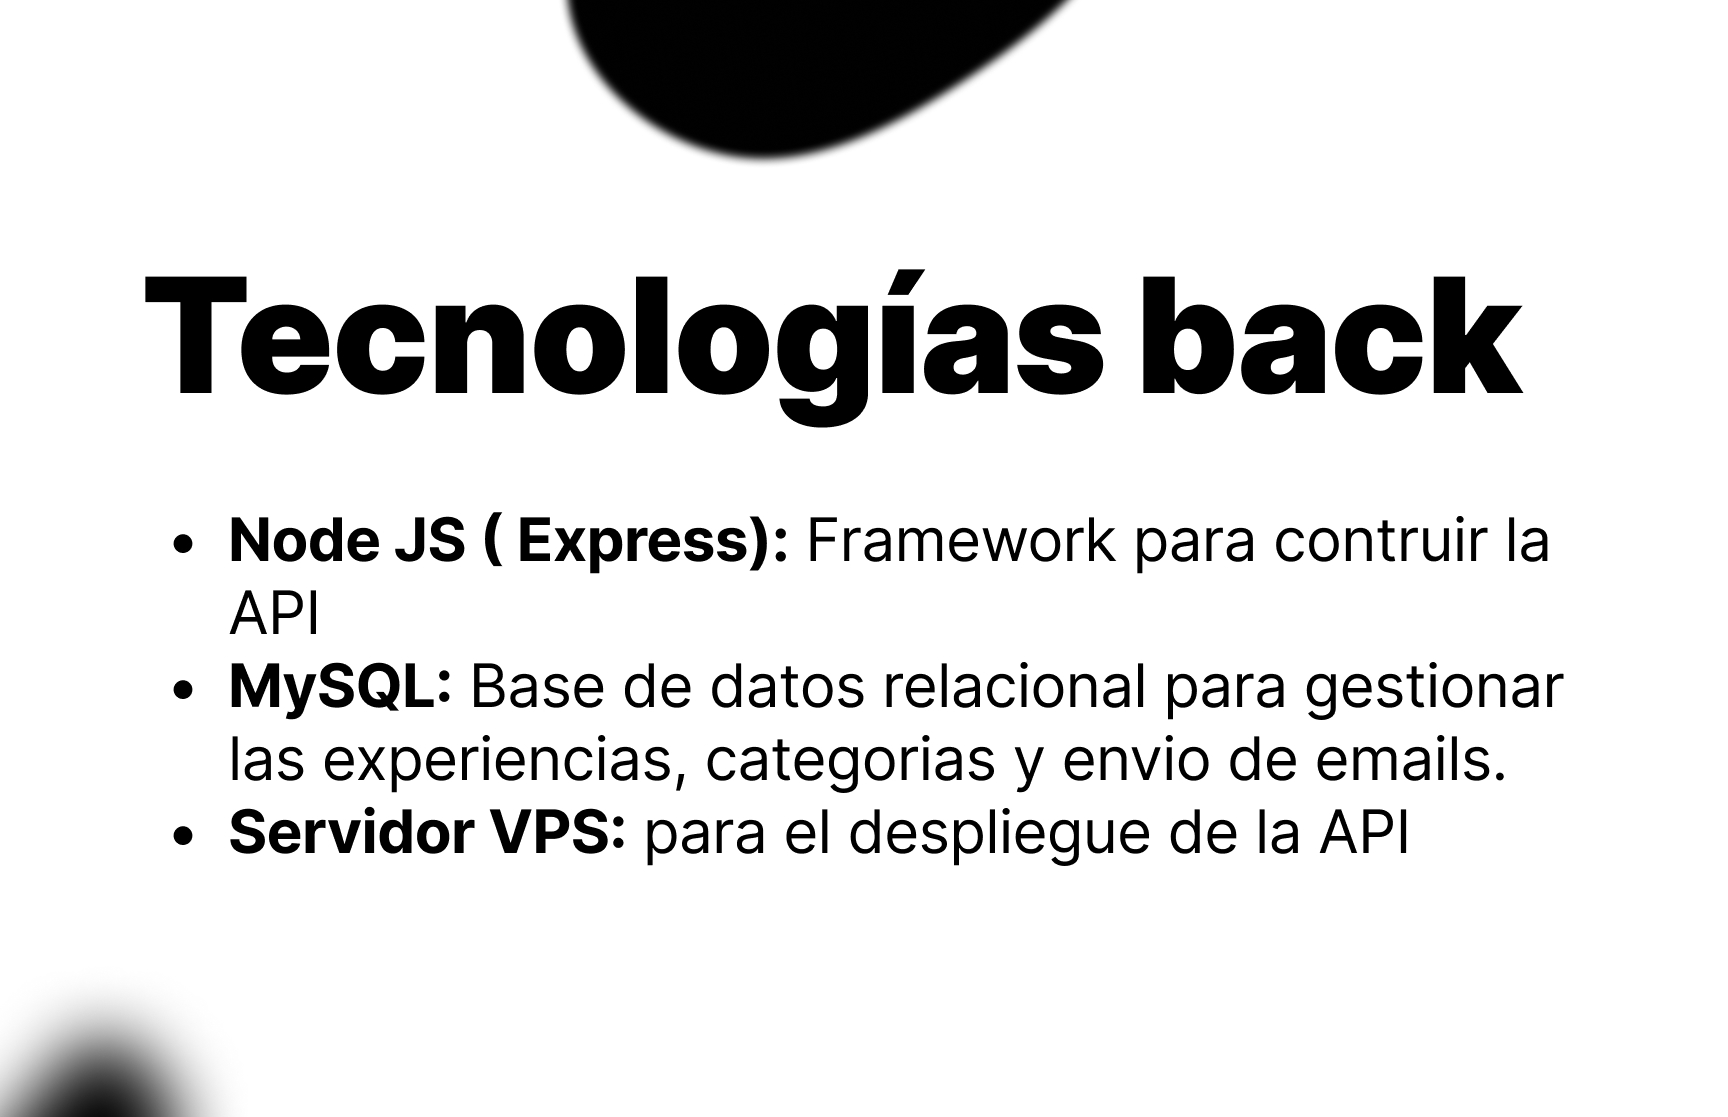 Tecnologías back
• Node JS ( Express): Framework para contruir la
API
• MySQL: Base de datos relacional para gestionar
las experiencias, categorias y envio de emails.
• Servidor VPS: para el despliegue de la API